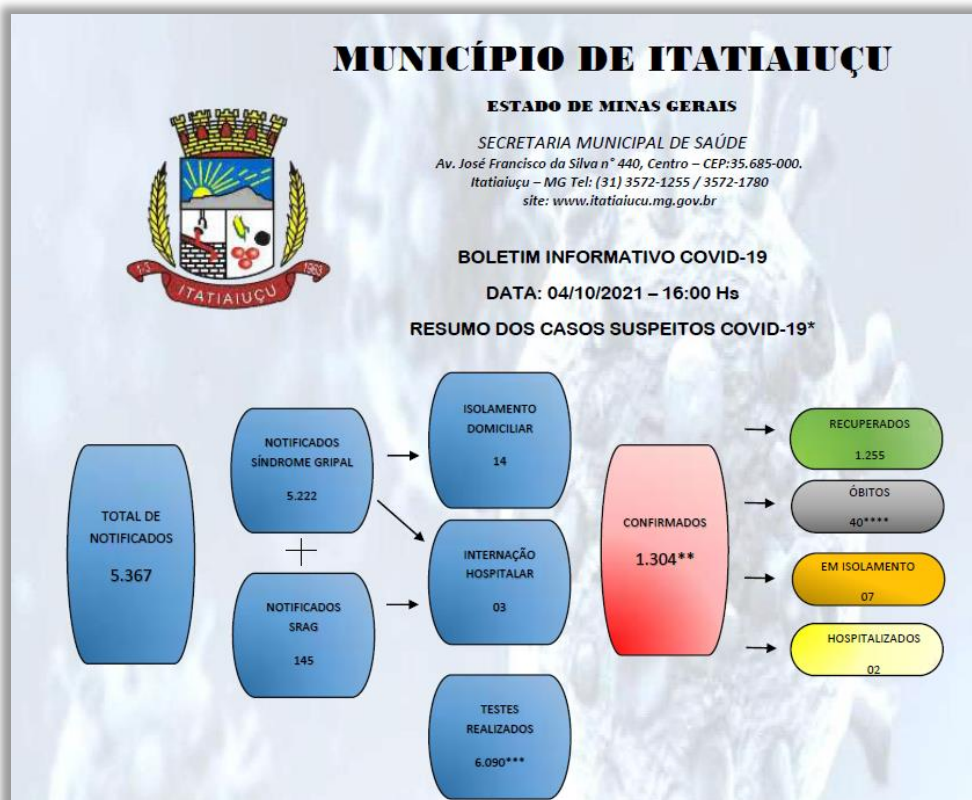 MUNICÍPIO DE ITATIAIUÇU
ESTADO DE MINAS GERAIS
SECRETARIA MUNICIPAL DE SAÚDE
Av. José Francisco da Silva n° 440, Centro – CEP:35.685-000.
Itatiaiuçu – MG Tel: (31) 3572-1255 / 3572-1780
site: www.itatiaiucu.mg.gov.br
1-3 1963
ITATIAIUÇU
BOLETIM INFORMATIVO COVID-19
DATA: 04/10/2021 – 16:00 Hs
RESUMO DOS CASOS SUSPEITOS COVID-19*
TOTAL DE
NOTIFICADOS
5.367
NOTIFICADOS
SÍNDROME GRIPAL
5.222
NOTIFICADOS
SRAG
145
ISOLAMENTO
DOMICILIAR
14
INTERNAÇÃO
HOSPITALAR
03
TESTES
REALIZADOS
6.090***
CONFIRMADOS
1.304**
RECUPERADOS
1.255
ÓBITOS
40****
EM ISOLAMENTO
07
HOSPITALIZADOS
02